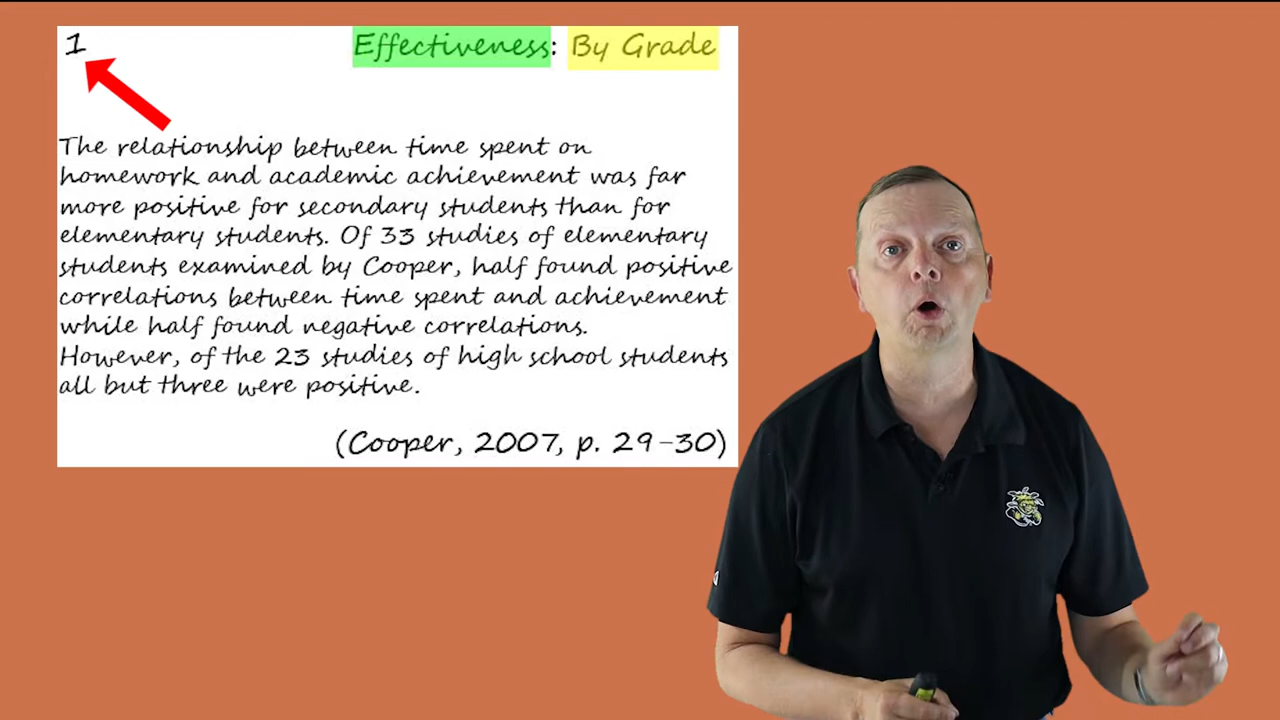 1
Effectiveness: By Grade
The relationship between time spent on
homework and academic achievement was far
more positive for secondary students than for
elementary students. Of 33 studies of elementary
students examined by Cooper, half found positive
correlations between time spent and achievement
while half found negative correlations.
However, of the 23 studies of high school students
all but three were positive.
(Cooper, 2007, p. 29-30)